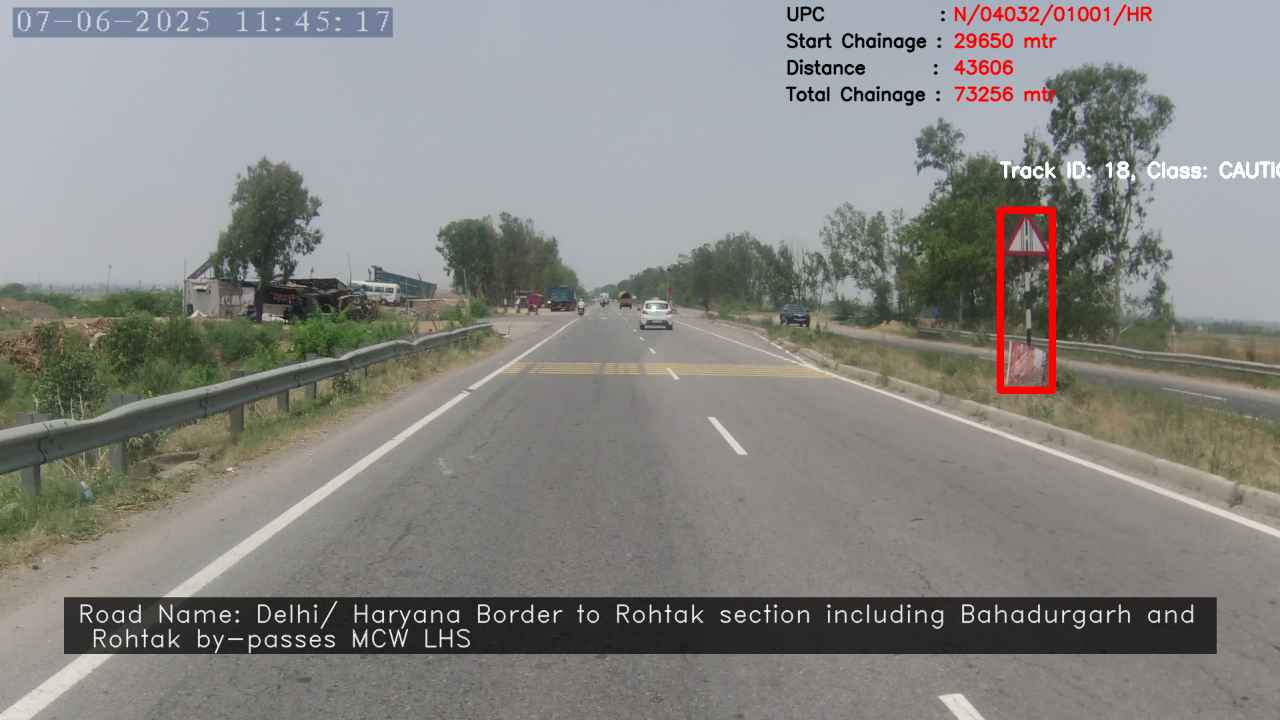 07-06-2025 11:45:17
UPC : N/04032/01001/HR
Start Chainage : 29650 mtr
Distance : 43606
Total Chainage : 73256 mtr
Track ID: 18, Class:
Road Name: Delhi/ Haryana Border to Rohtak section including Bahadurgarh and
Rohtak by-passes MCW LHS